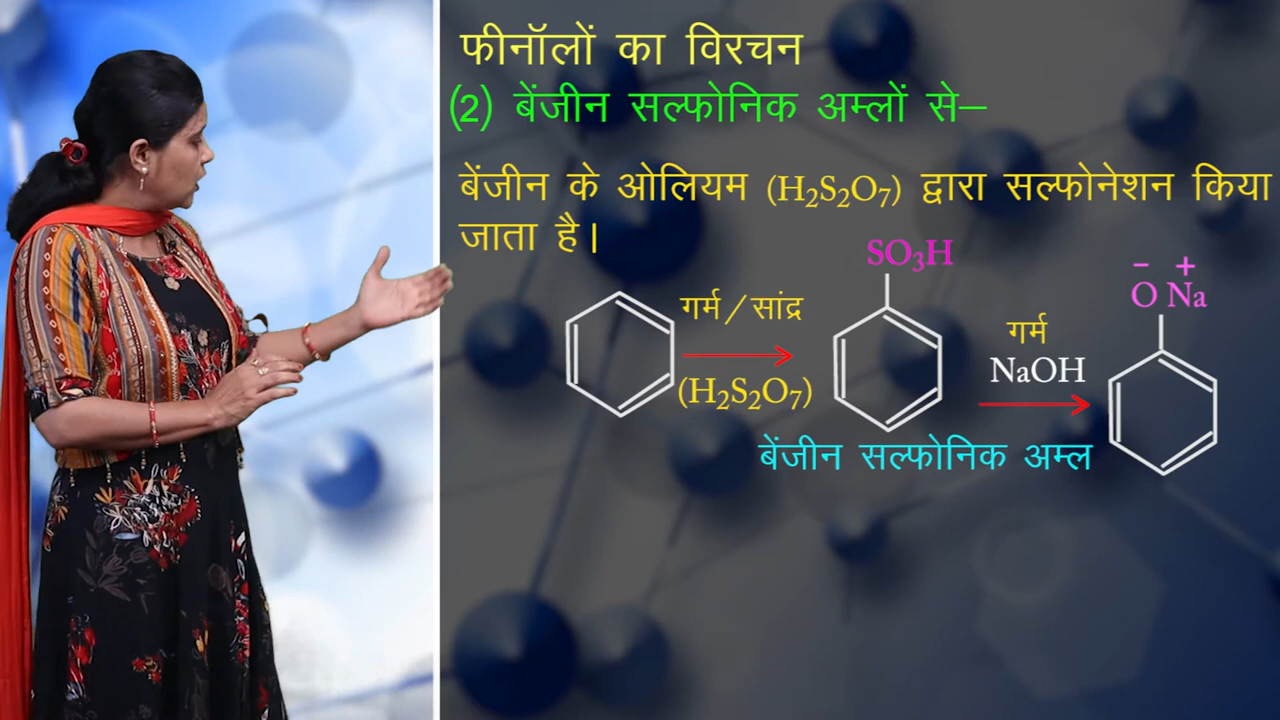 फीनॉलों का विरचन
(2) बेंजीन सल्फोनिक अम्लों से–
बेंजीन के ओलियम (H₂S₂O₇) द्वारा सल्फोनेशन किया
जाता है।
गर्म/सांद्र
(H₂S₂O₇)
SO₃H
बेंजीन सल्फोनिक अम्ल
गर्म
NaOH
− +
O Na